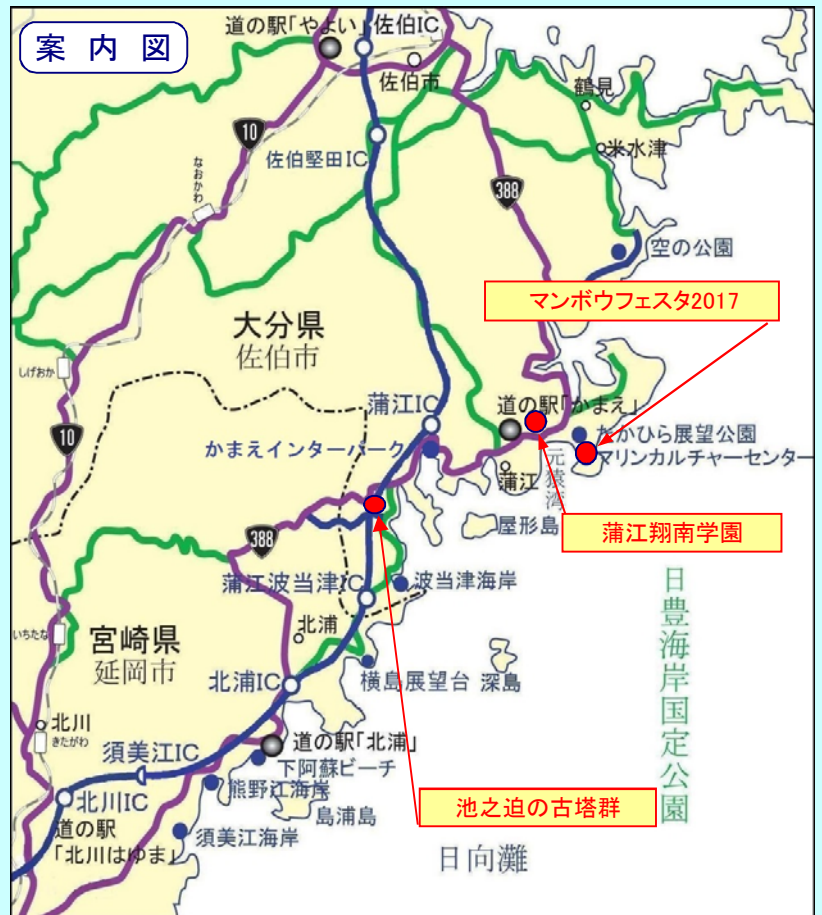 案内図
道の駅「やよい」
佐伯IC
佐伯市
鶴見
10
佐伯堅田IC
米水津
なおかわ
388
空の公園
マンボウフェスタ2017
大分県
佐伯市
しげおか
蒲江IC
道の駅「かまえ」
10
かまえインターパーク
たかひら展望公園
マリンカルチャーセンター
蒲江
元猿湾
屋形島
蒲江翔南学園
388
蒲江波当津IC
波当津海岸
日豊海岸国定公園
いちたな
宮崎県
延岡市
北浦
北浦IC
横島展望台
深島
北川
きたがわ
須美江IC
道の駅「北浦」
下阿蘇ビーチ
熊野江海岸
北川IC
島浦島
池之迫の古塔群
道の駅
「北川はゆま」
須美江海岸
日向灘